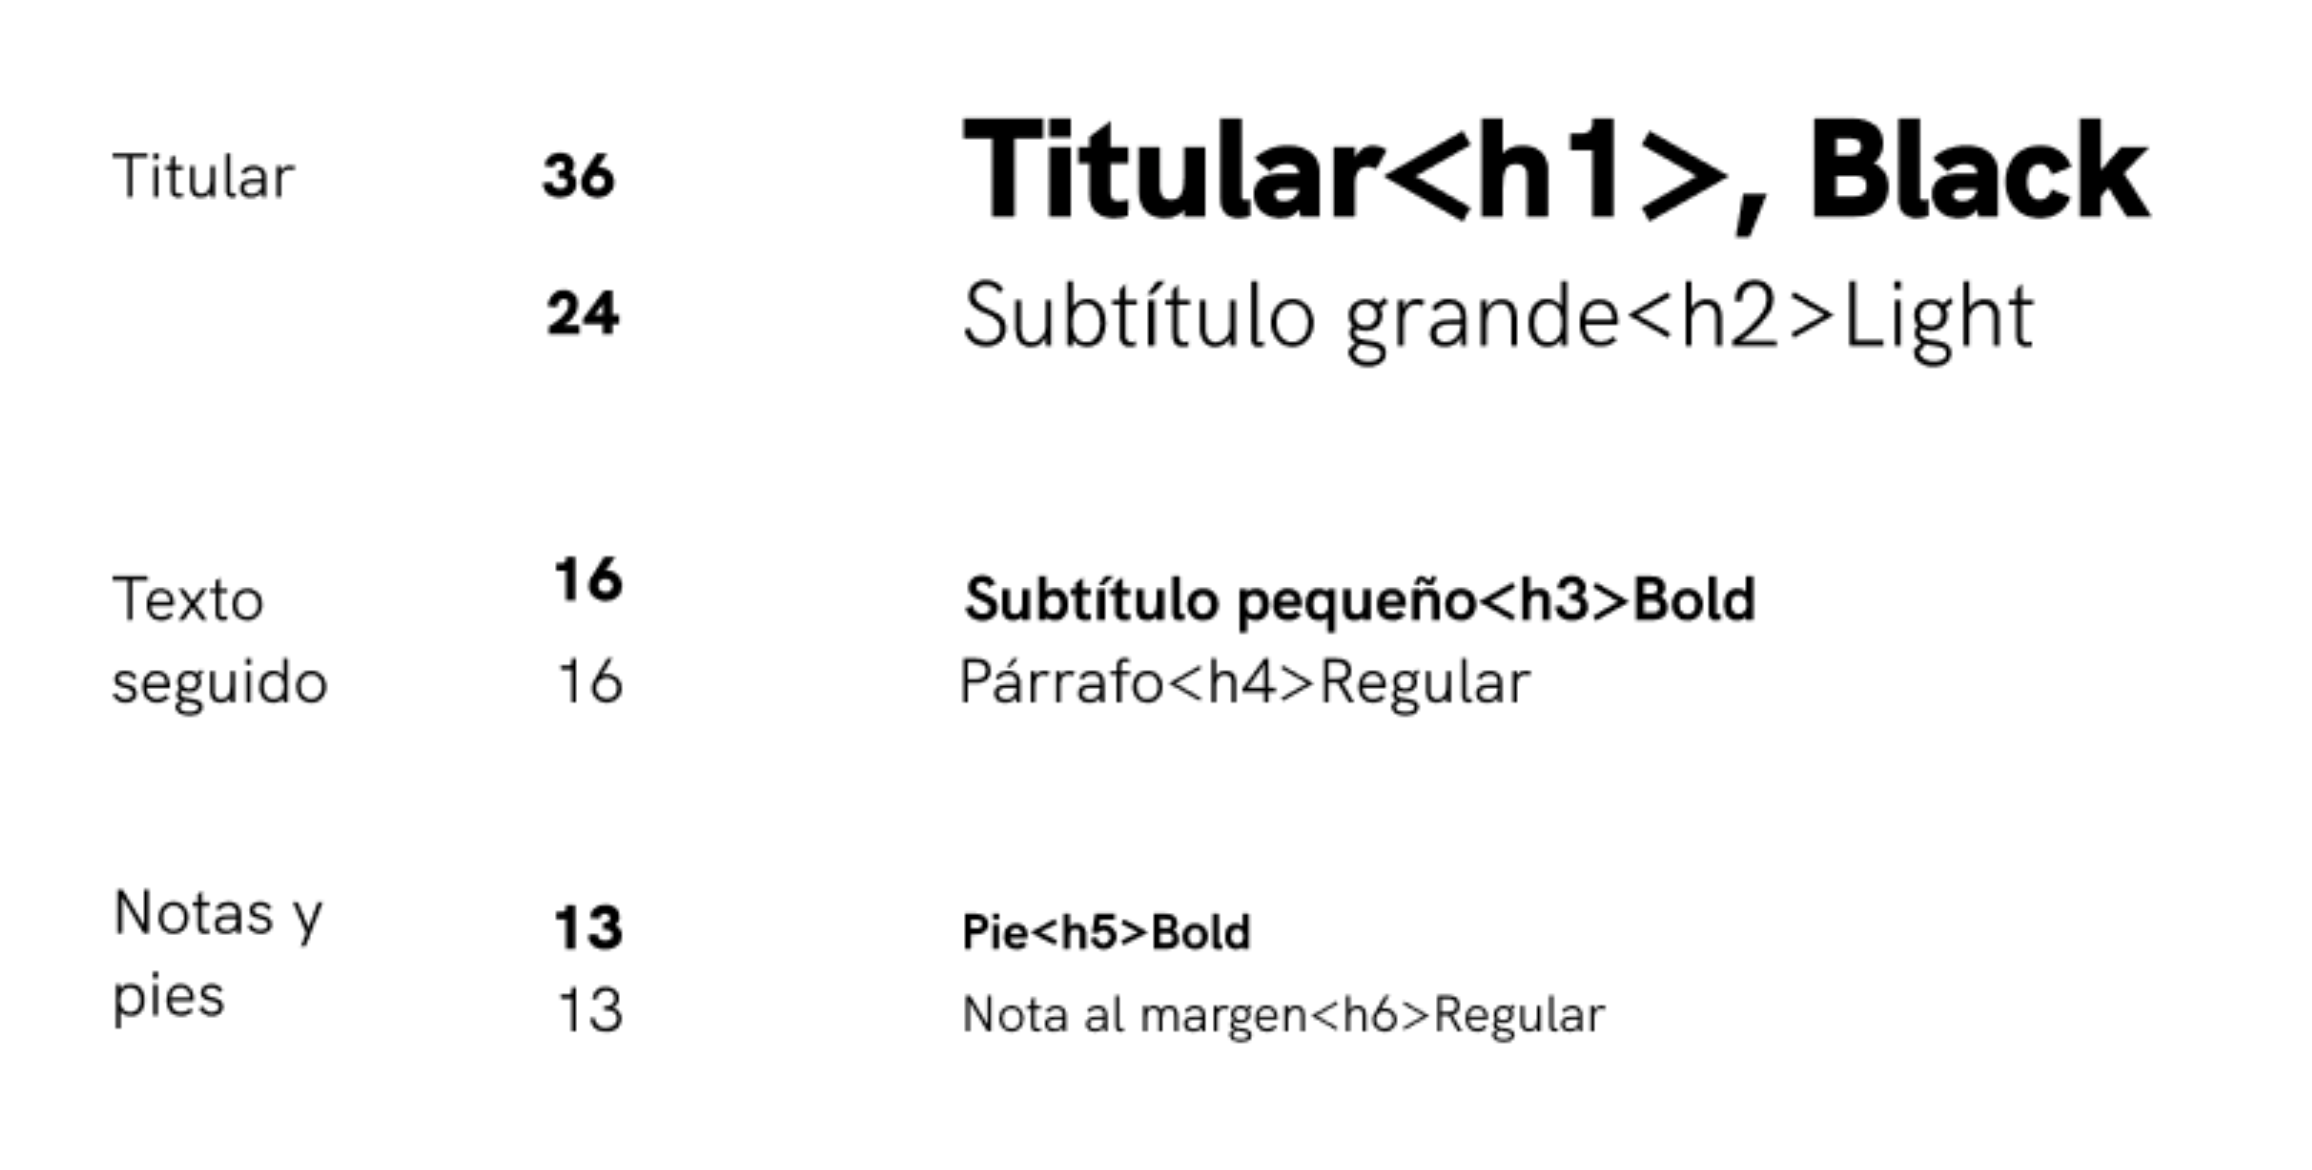 Titular 36 Titular<h1>, Black
24 Subtítulo grande<h2>Light
Texto 16 Subtítulo pequeño<h3>Bold
seguido 16 Párrafo<h4>Regular
Notas y 13 Pie<h5>Bold
pies 13 Nota al margen<h6>Regular